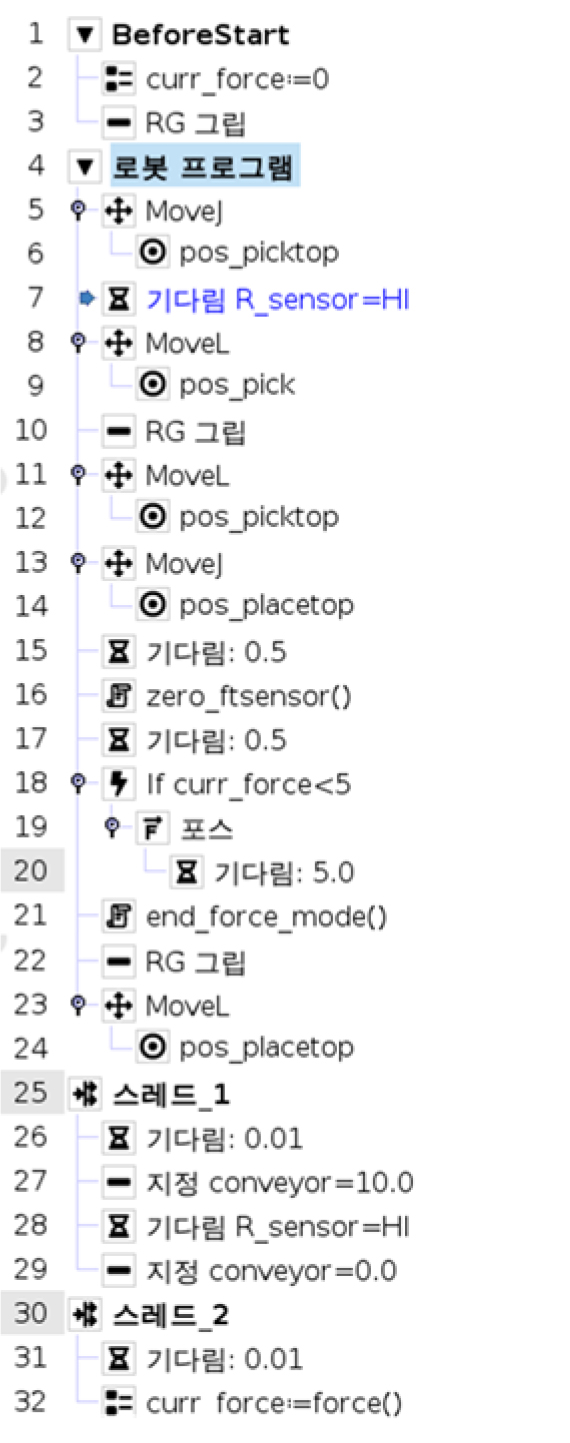 1 BeforeStart
2 curr_force:=0
3 RG 그립
4 로봇 프로그램
5 MoveJ
6 pos_picktop
7 기다림 R_sensor=HI
8 MoveL
9 pos_pick
10 RG 그립
11 MoveL
12 pos_picktop
13 MoveJ
14 pos_placetop
15 기다림: 0.5
16 zero_ftsensor()
17 기다림: 0.5
18 If curr_force<5
19 포스
20 기다림: 5.0
21 end_force_mode()
22 RG 그립
23 MoveL
24 pos_placetop
25 스레드_1
26 기다림: 0.01
27 지정 conveyor=10.0
28 기다림 R_sensor=HI
29 지정 conveyor=0.0
30 스레드_2
31 기다림: 0.01
32 curr_force:=force()